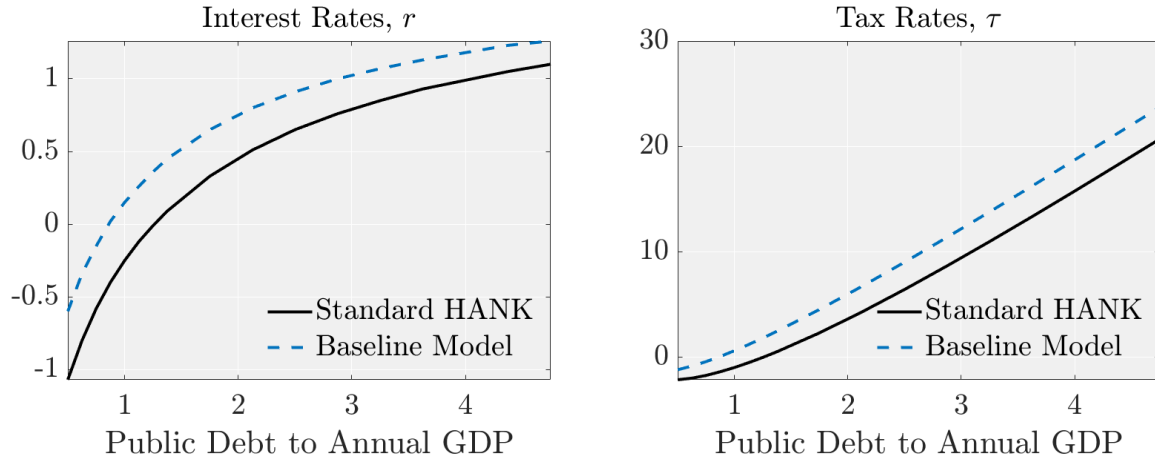 Interest Rates, r
1
0.5
0
-0.5
-1
Standard HANK
Baseline Model
1 2 3 4
Public Debt to Annual GDP
Tax Rates, τ
30
20
10
0
Standard HANK
Baseline Model
1 2 3 4
Public Debt to Annual GDP